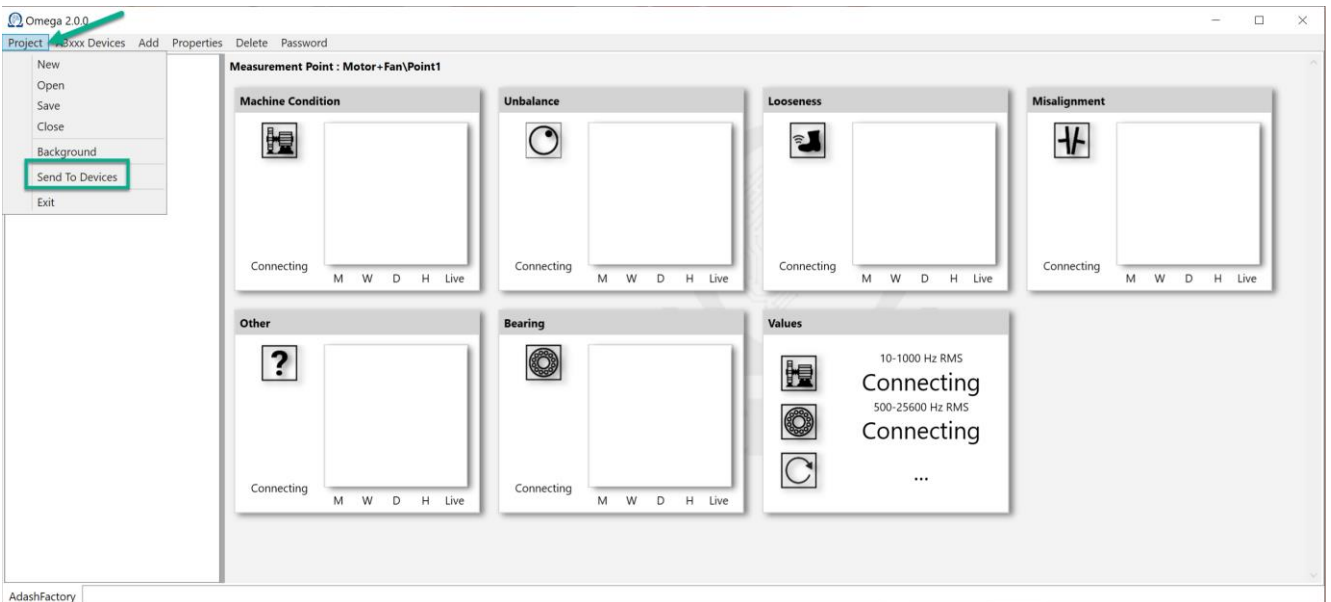 Omega 2.0.0
Project A3xxx Devices Add Properties Delete Password
New
Open
Save
Close
Background
Send To Devices
Exit
Measurement Point : Motor+Fan\Point1
Machine Condition
Connecting
M W D H Live
Unbalance
Connecting
M W D H Live
Looseness
Connecting
M W D H Live
Misalignment
Connecting
M W D H Live
Other
?
Connecting
M W D H Live
Bearing
Connecting
M W D H Live
Values
10-1000 Hz RMS
Connecting
500-25600 Hz RMS
Connecting
...
AdashFactory